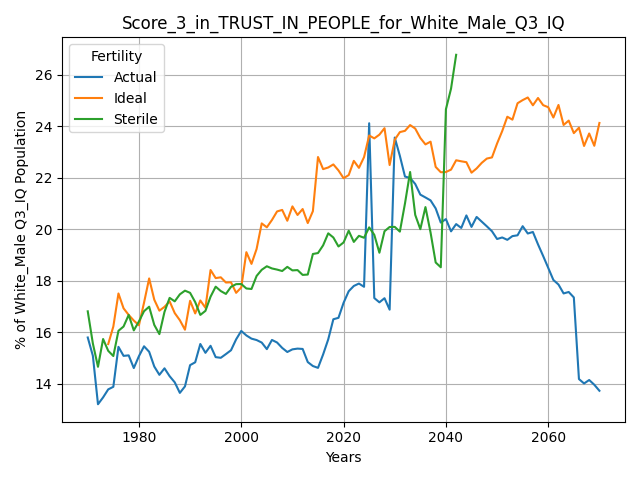 Score_3_in_TRUST_IN_PEOPLE_for_White_Male_Q3_IQ
Fertility
Actual
Ideal
Sterile
% of White_Male Q3_IQ Population
26
24
22
20
18
16
14
1980
2000
2020
2040
2060
Years